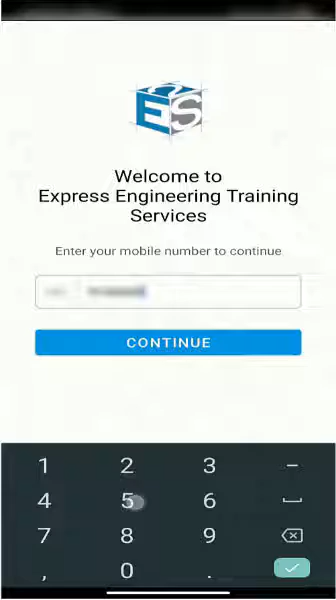 ES
Welcome to
Express Engineering Training
Services
Enter your mobile number to continue
CONTINUE
1 2 3 -
4 5 6
7 8 9
, 0 .